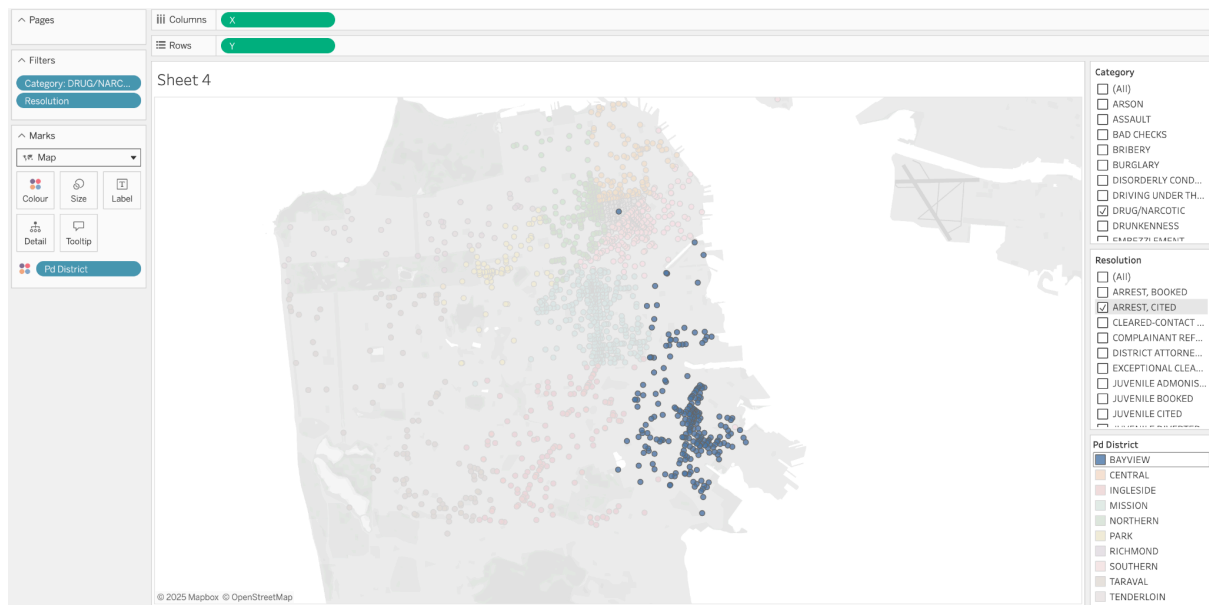 Pages
Columns
X
Rows
Y
Filters
Category: DRUG/NARC...
Resolution
Marks
Map
Colour
Size
Label
Detail
Tooltip
Pd District
Sheet 4
© 2025 Mapbox © OpenStreetMap
Category
(All)
ARSON
ASSAULT
BAD CHECKS
BRIBERY
BURGLARY
DISORDERLY COND...
DRIVING UNDER TH...
DRUG/NARCOTIC
DRUNKENNESS
EMBEZZLEMENT
Resolution
(All)
ARREST, BOOKED
ARREST, CITED
CLEARED-CONTACT ...
COMPLAINANT REF...
DISTRICT ATTORNE...
EXCEPTIONAL CLEA...
JUVENILE ADMONIS...
JUVENILE BOOKED
JUVENILE CITED
JUVENILE DIVERTED
Pd District
BAYVIEW
CENTRAL
INGLESIDE
MISSION
NORTHERN
PARK
RICHMOND
SOUTHERN
TARAVAL
TENDERLOIN